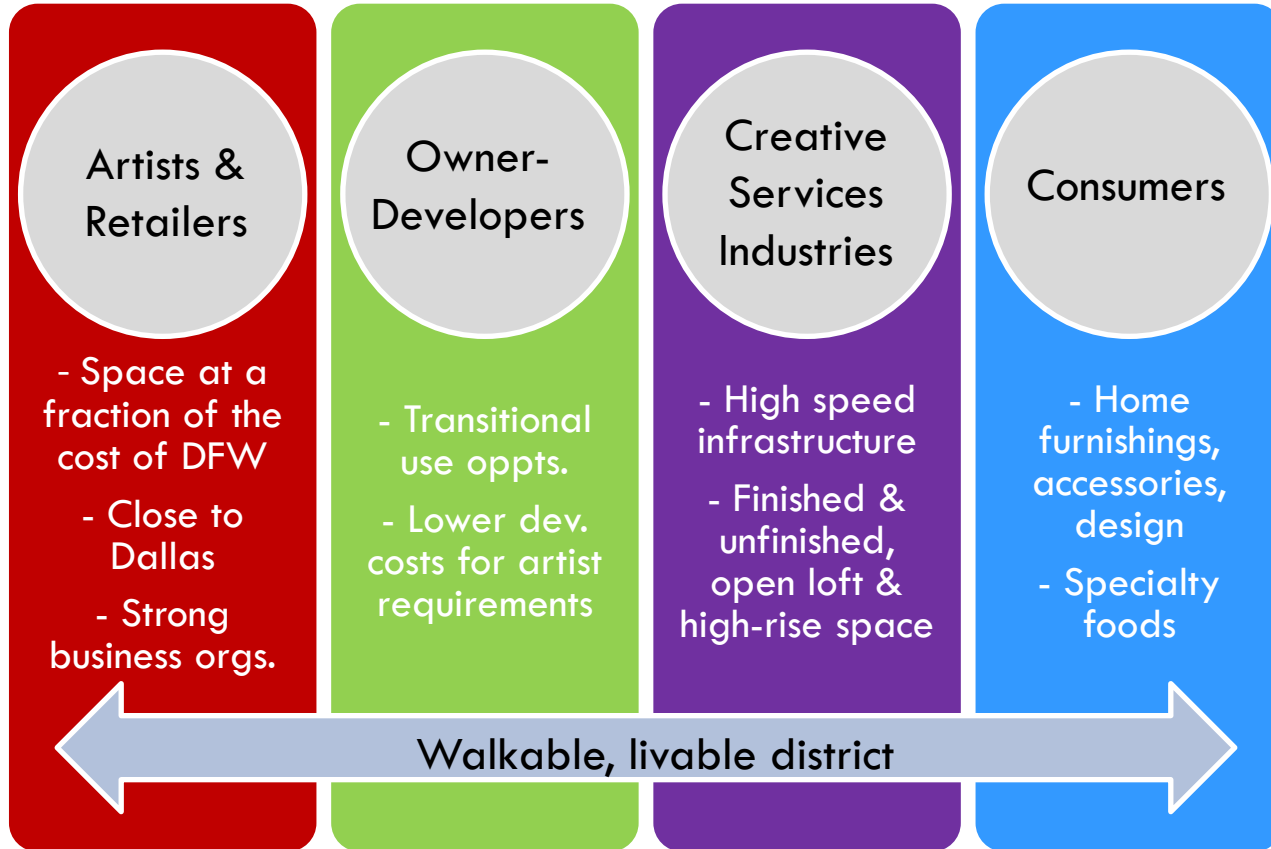 Artists &
Retailers
- Space at a
fraction of the
cost of DFW
- Close to
Dallas
- Strong
business orgs.
Owner-
Developers
- Transitional
use oppts.
- Lower dev.
costs for artist
requirements
Creative
Services
Industries
- High speed
infrastructure
- Finished &
unfinished,
open loft &
high-rise space
Consumers
- Home
furnishings,
accessories,
design
- Specialty
foods
Walkable, livable district